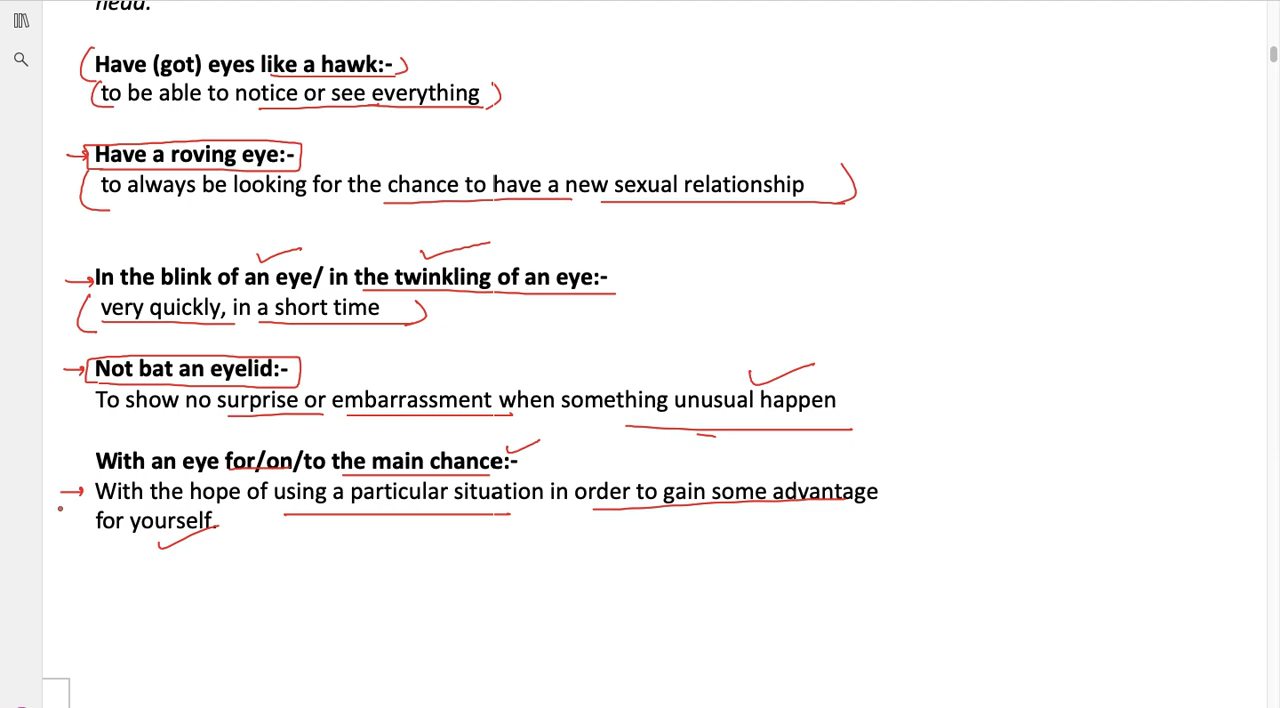 head.
Have (got) eyes like a hawk:-
to be able to notice or see everything
Have a roving eye:-
to always be looking for the chance to have a new sexual relationship
In the blink of an eye/ in the twinkling of an eye:-
very quickly, in a short time
Not bat an eyelid:-
To show no surprise or embarrassment when something unusual happen
With an eye for/on/to the main chance:-
With the hope of using a particular situation in order to gain some advantage
for yourself.